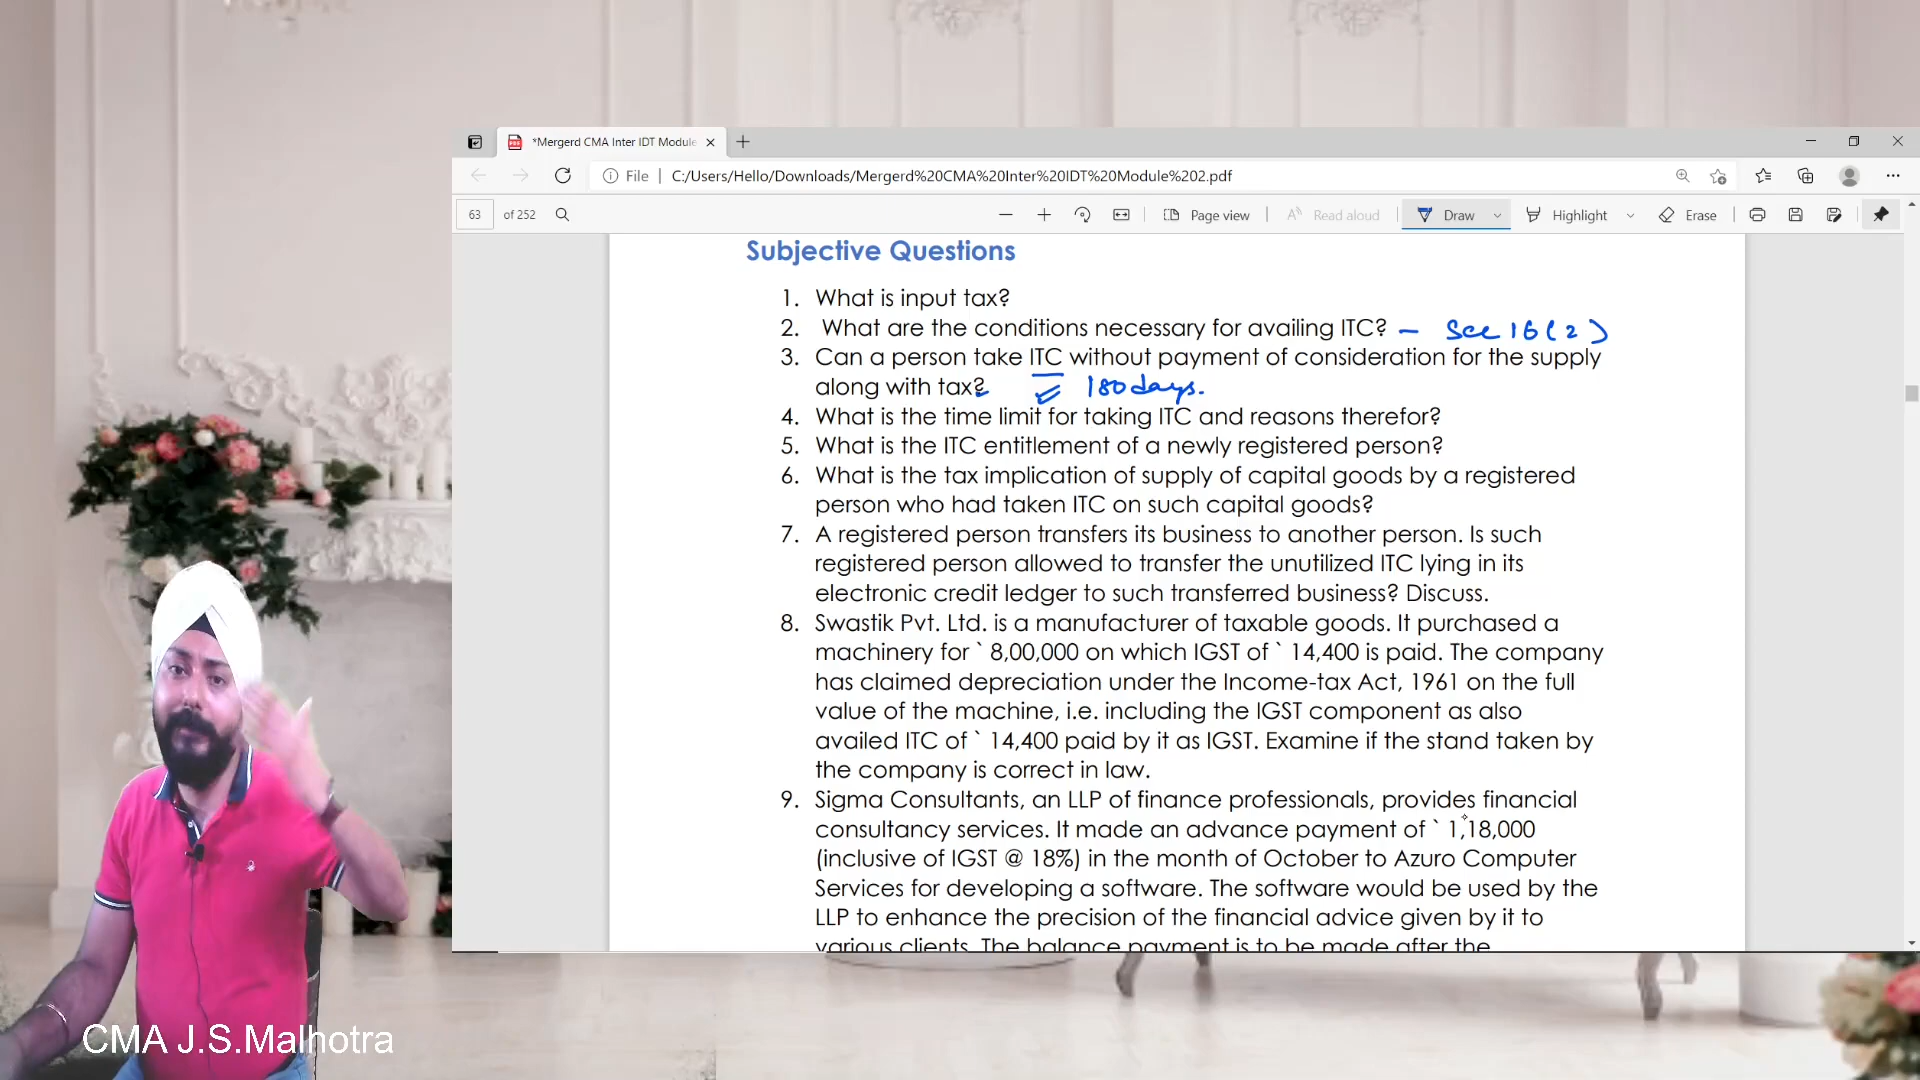 *Mergerd CMA Inter IDT Module
File
C:/Users/Hello/Downloads/Mergerd%20CMA%20Inter%20IDT%20Module%202.pdf
63 of 252
Page view
Read aloud
Draw
Highlight
Erase
Subjective Questions
1. What is input tax?
2. What are the conditions necessary for availing ITC? - Sec 16(2)
3. Can a person take ITC without payment of consideration for the supply
along with tax? 180 days.
4. What is the time limit for taking ITC and reasons therefor?
5. What is the ITC entitlement of a newly registered person?
6. What is the tax implication of supply of capital goods by a registered
person who had taken ITC on such capital goods?
7. A registered person transfers its business to another person. Is such
registered person allowed to transfer the unutilized ITC lying in its
electronic credit ledger to such transferred business? Discuss.
8. Swastik Pvt. Ltd. is a manufacturer of taxable goods. It purchased a
machinery for ` 8,00,000 on which IGST of ` 14,400 is paid. The company
has claimed depreciation under the Income-tax Act, 1961 on the full
value of the machine, i.e. including the IGST component as also
availed ITC of ` 14,400 paid by it as IGST. Examine if the stand taken by
the company is correct in law.
9. Sigma Consultants, an LLP of finance professionals, provides financial
consultancy services. It made an advance payment of ` 1,18,000
(inclusive of IGST @ 18%) in the month of October to Azuro Computer
Services for developing a software. The software would be used by the
LLP to enhance the precision of the financial advice given by it to
various clients. The balance payment is to be made after the
CMA J.S.Malhotra